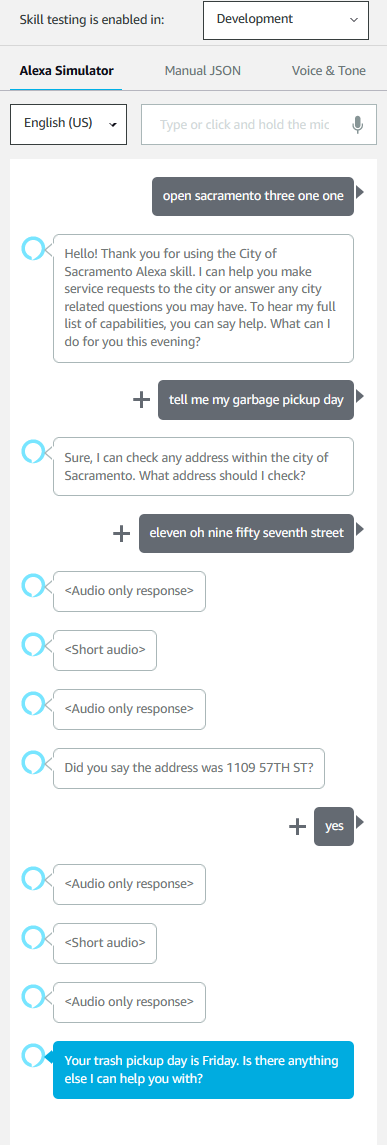 Skill testing is enabled in:
Development
Alexa Simulator
Manual JSON
Voice & Tone
English (US)
Type or click and hold the mic
open sacramento three one one
Hello! Thank you for using the City of
Sacramento Alexa skill. I can help you make
service requests to the city or answer any city
related questions you may have. To hear my full
list of capabilities, you can say help. What can I
do for you this evening?
tell me my garbage pickup day
Sure, I can check any address within the city of
Sacramento. What address should I check?
eleven oh nine fifty seventh street
<Audio only response>
<Short audio>
<Audio only response>
Did you say the address was 1109 57TH ST?
yes
<Audio only response>
<Short audio>
<Audio only response>
Your trash pickup day is Friday. Is there anything
else I can help you with?